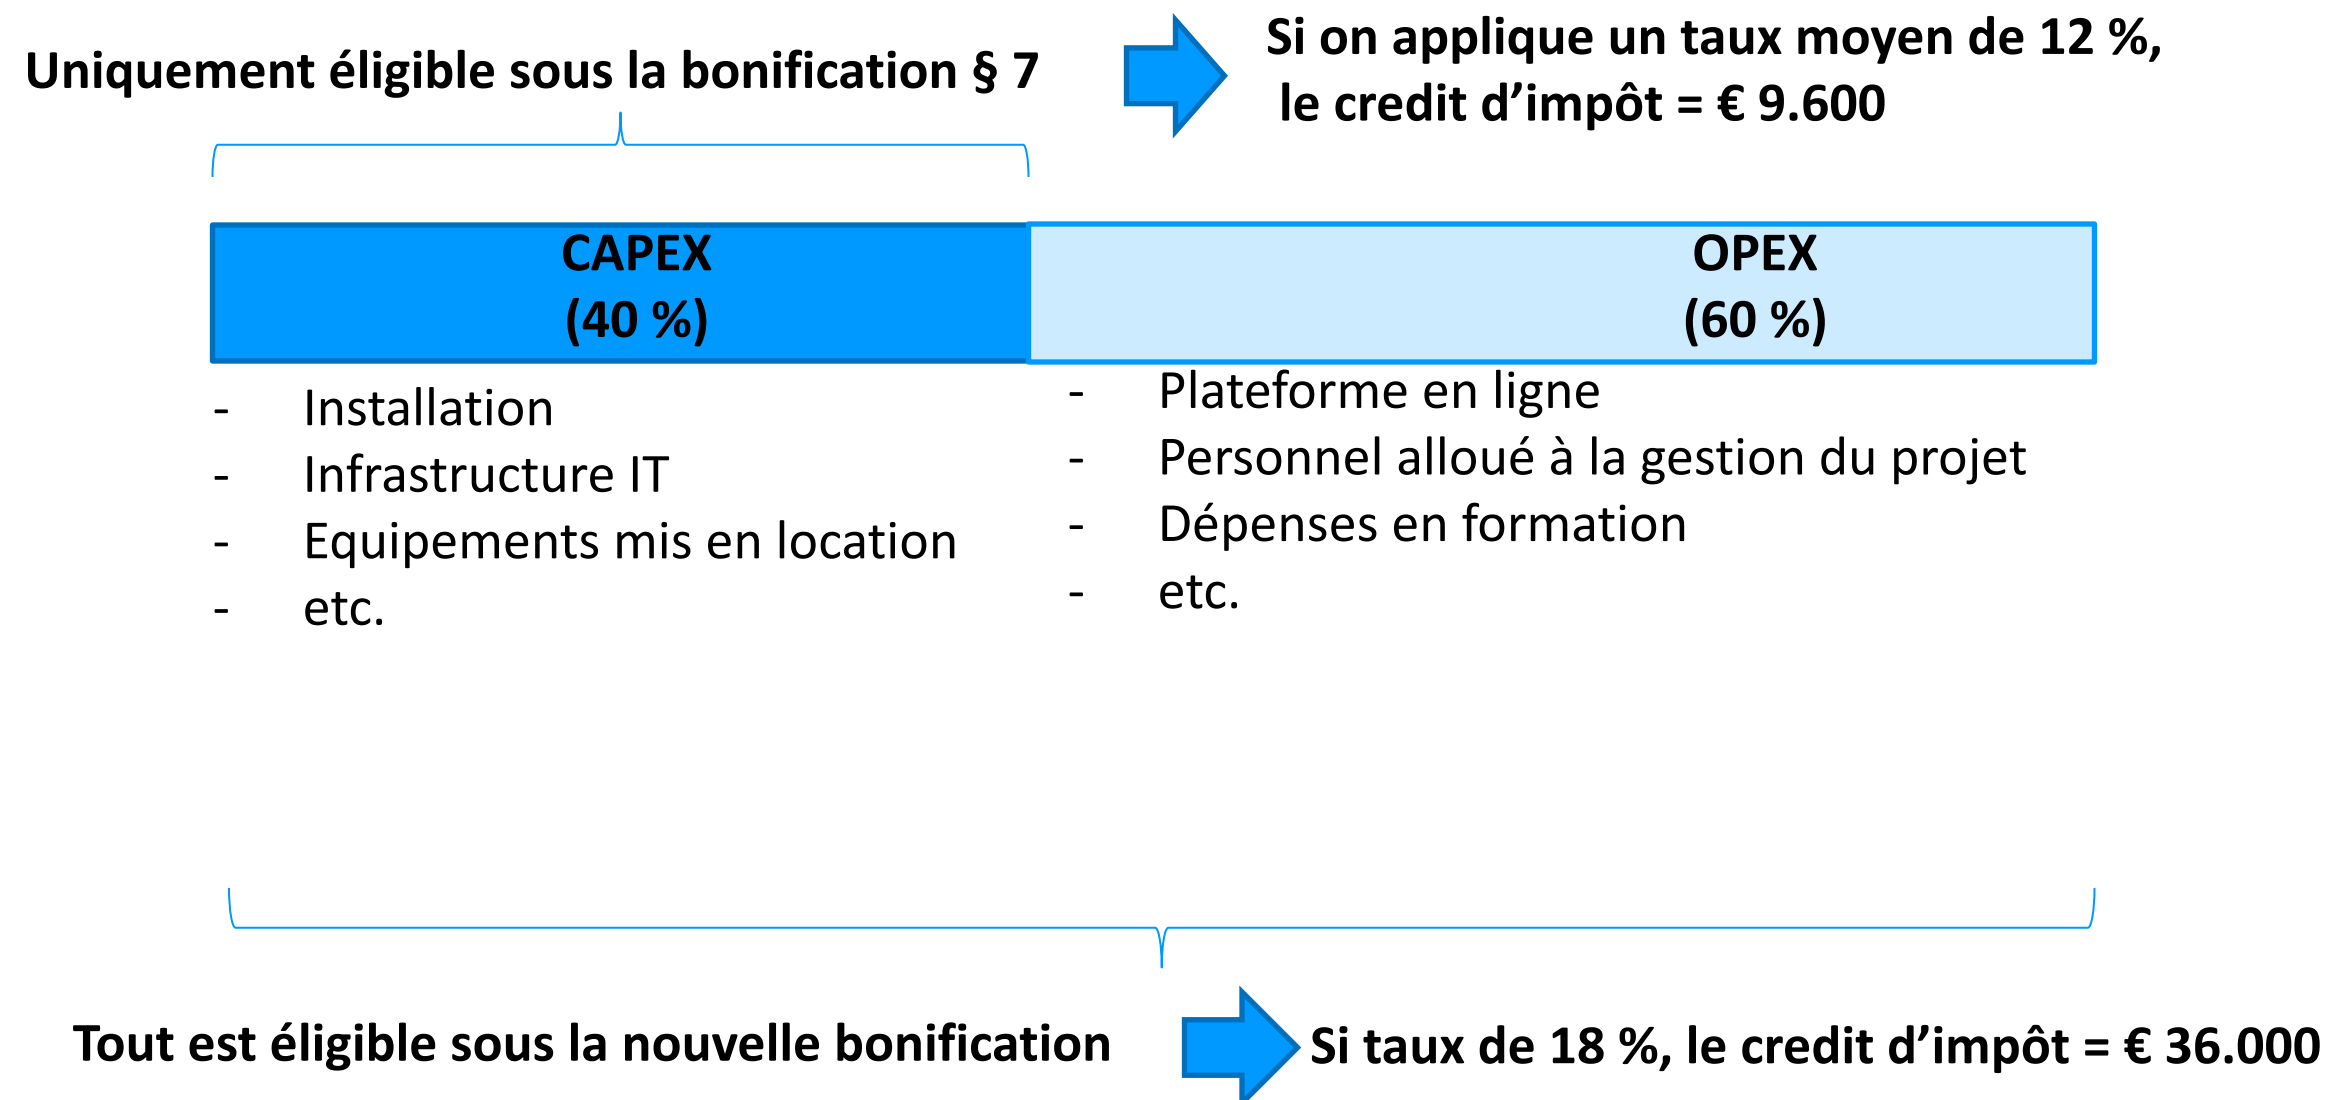 Uniquement éligible sous la bonification § 7
Si on applique un taux moyen de 12 %,
le credit d’impôt = € 9.600
CAPEX
(40 %)
OPEX
(60 %)
- Installation
- Infrastructure IT
- Equipements mis en location
- etc.
- Plateforme en ligne
- Personnel alloué à la gestion du projet
- Dépenses en formation
- etc.
Tout est éligible sous la nouvelle bonification
Si taux de 18 %, le credit d’impôt = € 36.000